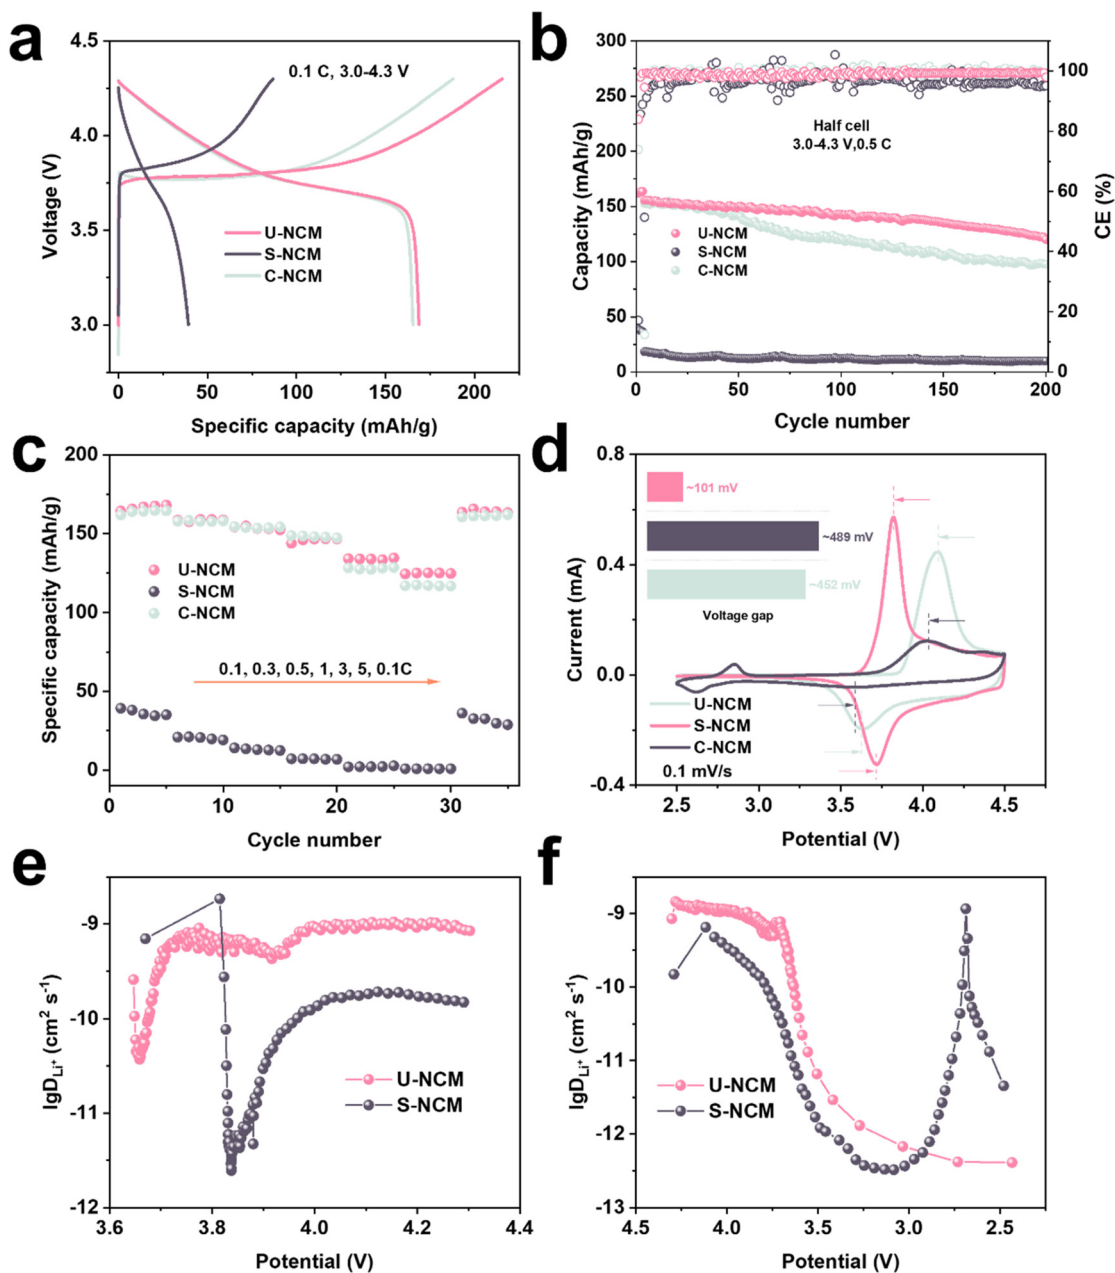 a
0.1 C, 3.0-4.3 V
4.0
3.5
3.0
Voltage (V)
U-NCM
S-NCM
C-NCM
0 50 100 150 200
Specific capacity (mAh/g)
b
300
250
200
150
100
50
0
Capacity (mAh/g)
Half cell
3.0-4.3 V,0.5 C
U-NCM
S-NCM
C-NCM
100
80
60
40
20
0
CE (%)
0 50 100 150 200
Cycle number
c
200
150
100
50
0
Specific capacity (mAh/g)
U-NCM
S-NCM
C-NCM
0.1, 0.3, 0.5, 1, 3, 5, 0.1C
0 10 20 30
Cycle number
d
0.8
0.4
0.0
-0.4
Current (mA)
~101 mV
~489 mV
~452 mV
Voltage gap
U-NCM
S-NCM
C-NCM
0.1 mV/s
2.5 3.0 3.5 4.0 4.5
Potential (V)
e
-9
-10
-11
-12
lgD_Li⁺ (cm² s⁻¹)
U-NCM
S-NCM
3.6 3.8 4.0 4.2 4.4
Potential (V)
f
-9
-10
-11
-12
-13
lgD_Li⁺ (cm² s⁻¹)
U-NCM
S-NCM
4.5 4.0 3.5 3.0 2.5
Potential (V)